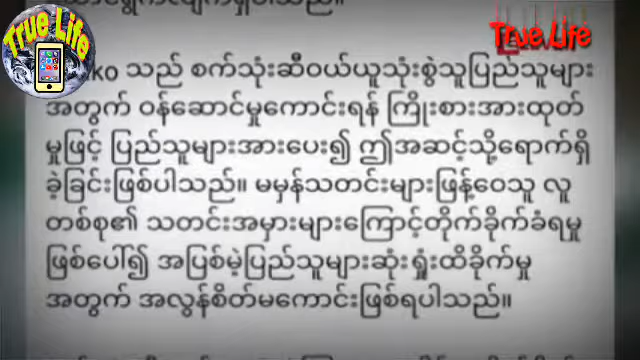 True Life
True Life
ko သည် စက်သုံးဆီဝယ်ယူသုံးစွဲသူပြည်သူများ
အတွက် ဝန်ဆောင်မှုကောင်းရန် ကြိုးစားအားထုတ်
မှုဖြင့် ပြည်သူများအားပေး၍ ဤအဆင့်သို့ရောက်ရှိ
ခဲ့ခြင်းဖြစ်ပါသည်။ မမှန်သတင်းများဖြန့်ဝေသူ လူ
တစ်စု၏ သတင်းအမှားများကြောင့်တိုက်ခိုက်ခံရမှု
ဖြစ်ပေါ်၍ အပြစ်မဲ့ပြည်သူများဆုံးရှုံးထိခိုက်မှု
အတွက် အလွန်စိတ်မကောင်းဖြစ်ရပါသည်။